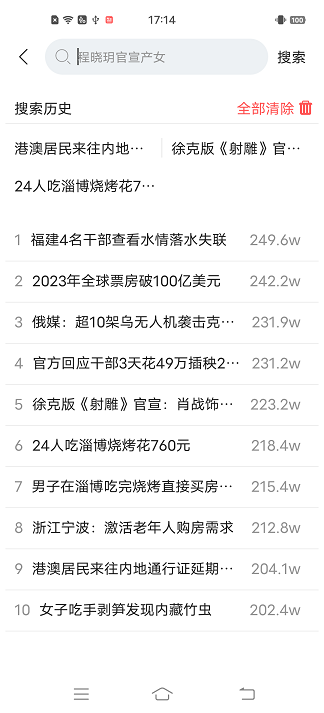 17:14
100
程晓玥官宣产女
搜索
搜索历史
全部清除
港澳居民来往内地…
徐克版《射雕》官…
24人吃淄博烧烤花7…
1 福建4名干部查看水情落水失联 249.6w
2 2023年全球票房破100亿美元 242.2w
3 俄媒：超10架乌无人机袭击克… 231.9w
4 官方回应干部3天花49万插秧2… 231.2w
5 徐克版《射雕》官宣：肖战饰… 223.2w
6 24人吃淄博烧烤花760元 218.4w
7 男子在淄博吃完烧烤直接买房… 215.4w
8 浙江宁波：激活老年人购房需求 212.8w
9 港澳居民来往内地通行证延期… 204.1w
10 女子吃手剥笋发现内藏竹虫 202.4w